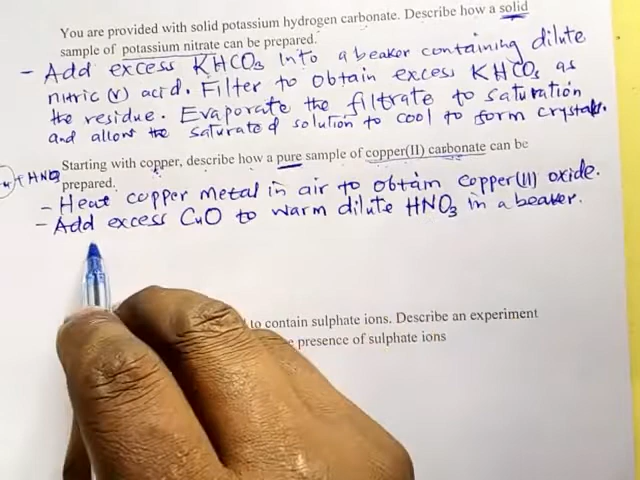 You are provided with solid potassium hydrogen carbonate. Describe how a solid
sample of potassium nitrate can be prepared.
- Add excess KHCO3 into a beaker containing dilute
nitric (v) acid. Filter to obtain excess KHCO3 as
the residue. Evaporate the filtrate to saturation
and allow the saturated solution to cool to form crystals.
Starting with copper, describe how a pure sample of copper(II) carbonate can be
+ HNO3
prepared.
- Heat copper metal in air to obtain copper(II) oxide.
- Add excess CuO to warm dilute HNO3 in a beaker.
to contain sulphate ions. Describe an experiment
presence of sulphate ions